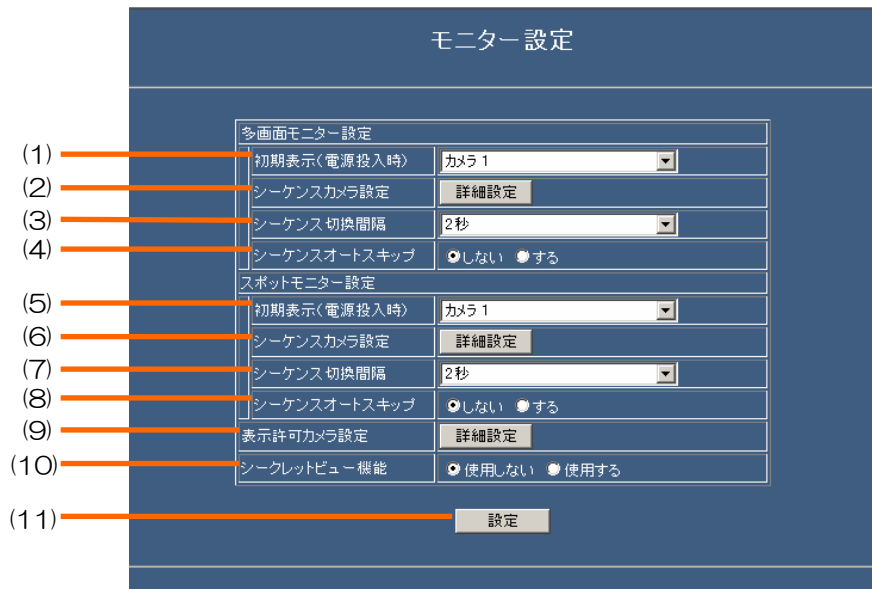 モニター設定
多画面モニター設定
(1) 初期表示(電源投入時) カメラ 1
(2) シーケンスカメラ設定 詳細設定
(3) シーケンス切換間隔 2秒
(4) シーケンスオートスキップ しない する
スポットモニター設定
(5) 初期表示(電源投入時) カメラ 1
(6) シーケンスカメラ設定 詳細設定
(7) シーケンス切換間隔 2秒
(8) シーケンスオートスキップ しない する
(9) 表示許可カメラ設定 詳細設定
(10) シークレットビュー機能 使用しない 使用する
(11) 設定